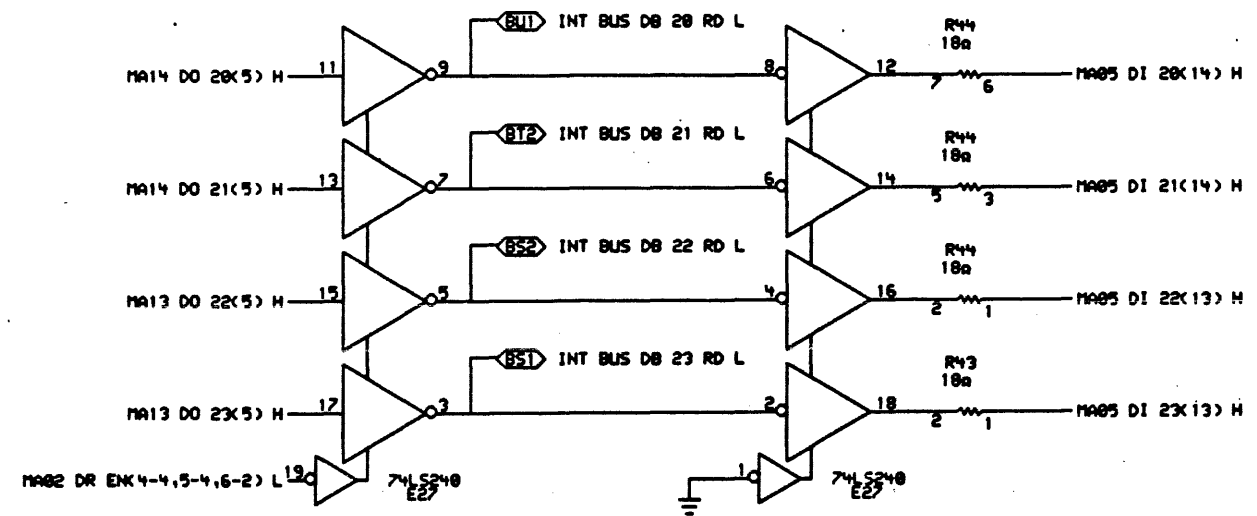 BU1 INT BUS DB 20 RD L
R44
18Ω
MA14 DO 20(5) H 11 9 8 12 7 6 MA05 DI 20(14) H
BT2 INT BUS DB 21 RD L
R44
18Ω
MA14 DO 21(5) H 13 7 6 14 5 3 MA05 DI 21(14) H
BS2 INT BUS DB 22 RD L
R44
18Ω
MA13 DO 22(5) H 15 5 4 16 2 1 MA05 DI 22(13) H
BS1 INT BUS DB 23 RD L
R43
18Ω
MA13 DO 23(5) H 17 3 2 18 2 1 MA05 DI 23(13) H
MA02 DR EN(4-4,5-4,6-2) L 19 74LS240 1 74LS240
E27 E27